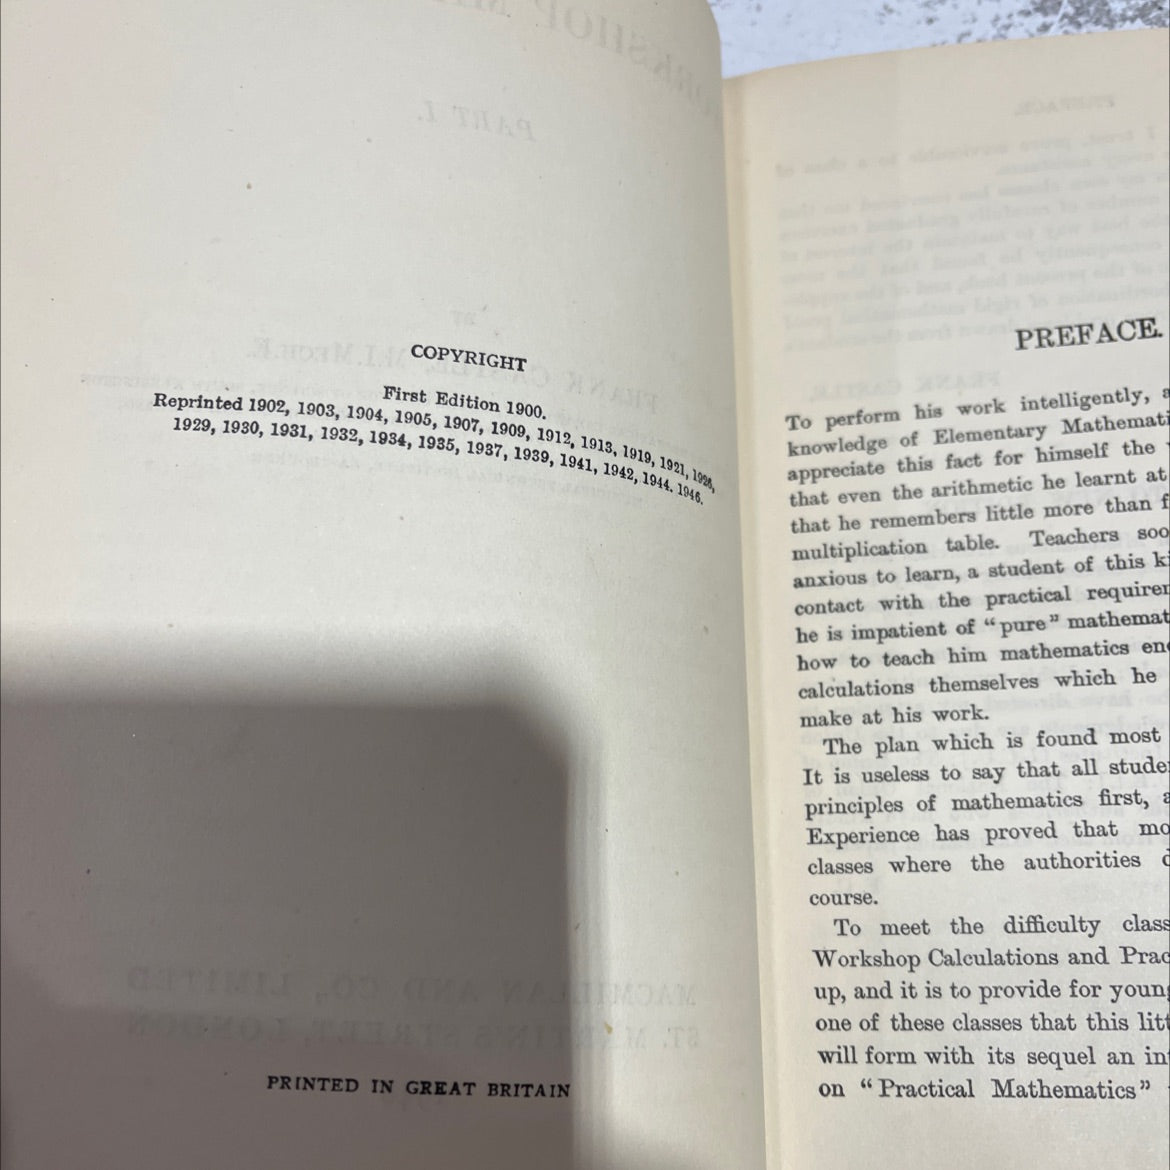 COPYRIGHT
First Edition 1900.
Reprinted 1902, 1903, 1904, 1905, 1907, 1909, 1912, 1913, 1919, 1921, 1926,
1929, 1930, 1931, 1932, 1934, 1935, 1937, 1939, 1941, 1942, 1944. 1946.
PRINTED IN GREAT BRITAIN
PREFACE.
To perform his work intelligently, a
knowledge of Elementary Mathemati
appreciate this fact for himself the
that even the arithmetic he learnt at
that he remembers little more than f
multiplication table. Teachers soo
anxious to learn, a student of this ki
contact with the practical requirem
he is impatient of “pure” mathemat
how to teach him mathematics en
calculations themselves which he
make at his work.
The plan which is found most
It is useless to say that all stude
principles of mathematics first, a
Experience has proved that mo
classes where the authorities d
course.
To meet the difficulty class
Workshop Calculations and Prac
up, and it is to provide for young
one of these classes that this litt
will form with its sequel an in
on “Practical Mathematics”